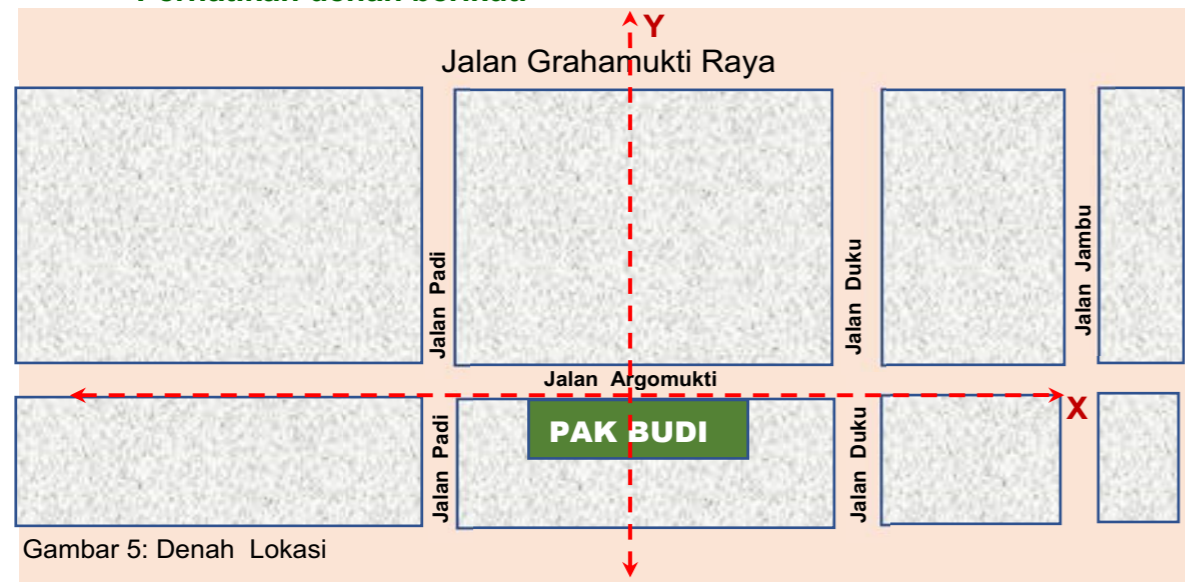 Y
Jalan Grahamukti Raya
Jalan Padi
Jalan Duku
Jalan Jambu
Jalan Argomukti
X
Jalan Padi
PAK BUDI
Jalan Duku
Gambar 5: Denah Lokasi